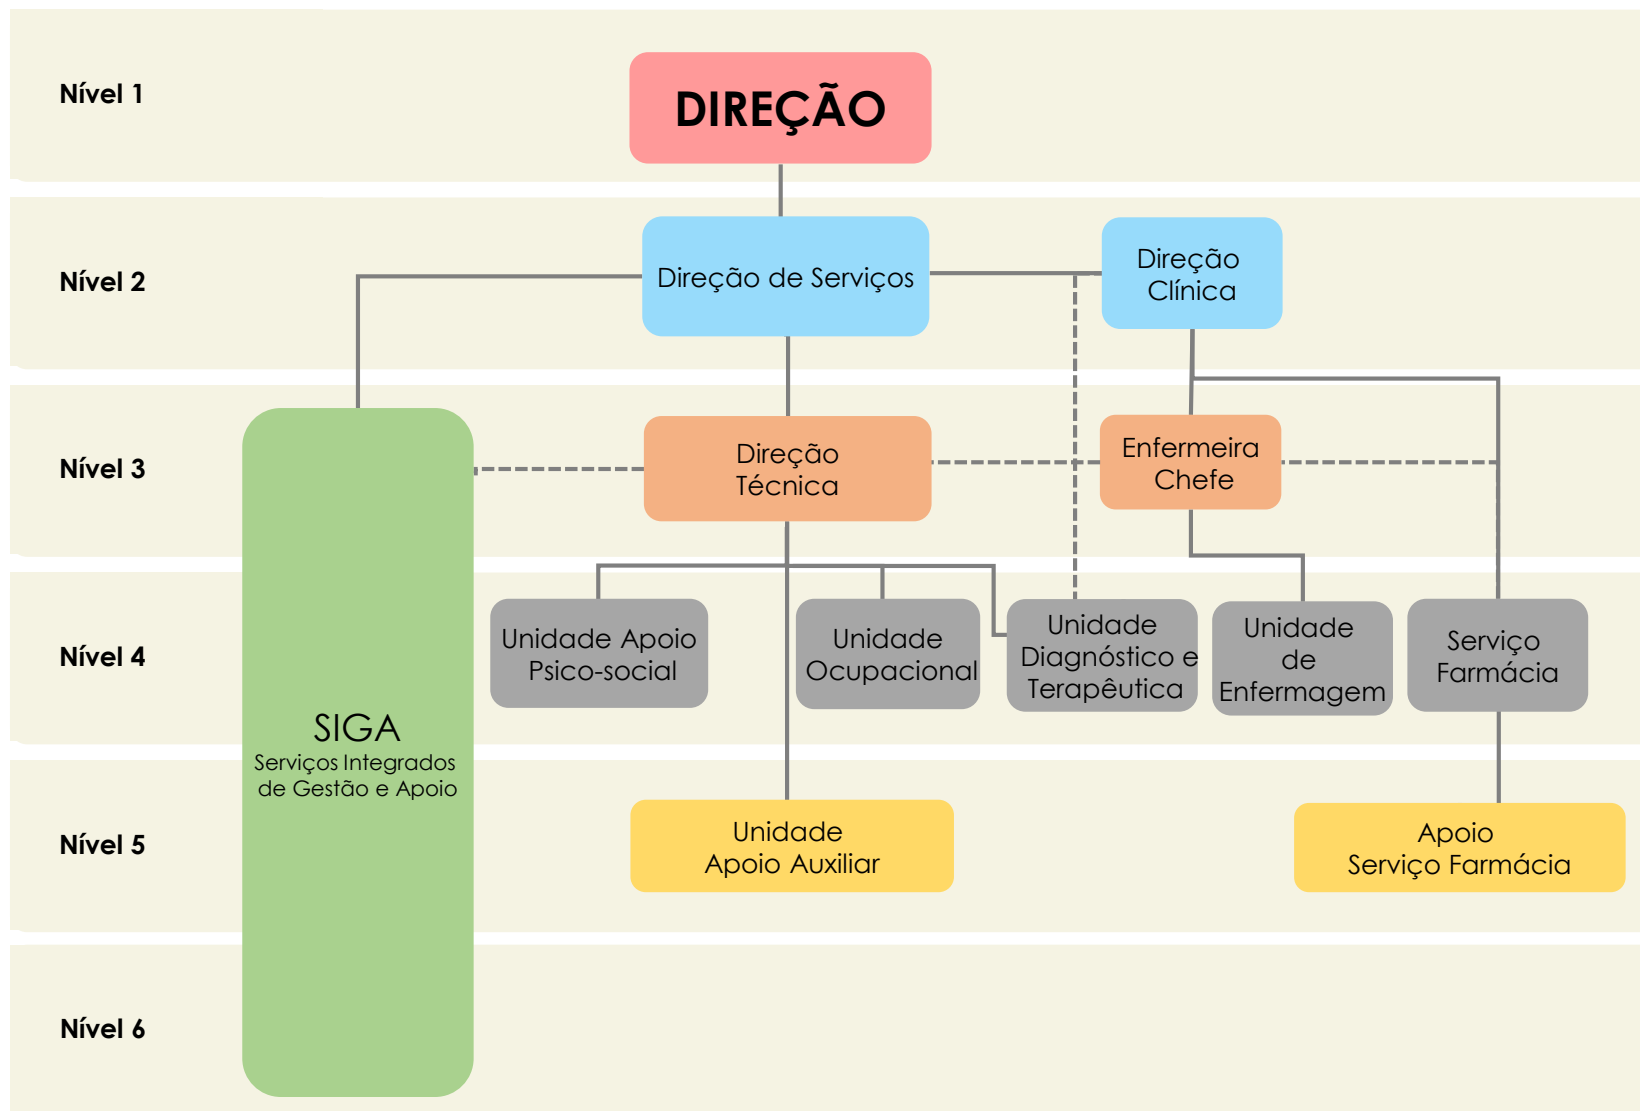 Nível 1
DIREÇÃO
Nível 2
Direção de Serviços
Direção
Clínica
Nível 3
Direção
Técnica
Enfermeira
Chefe
Nível 4
Unidade Apoio
Psico-social
Unidade
Ocupacional
Unidade
Diagnóstico e
Terapêutica
Unidade
de
Enfermagem
Serviço
Farmácia
SIGA
Serviços Integrados
de Gestão e Apoio
Nível 5
Unidade
Apoio Auxiliar
Apoio
Serviço Farmácia
Nível 6